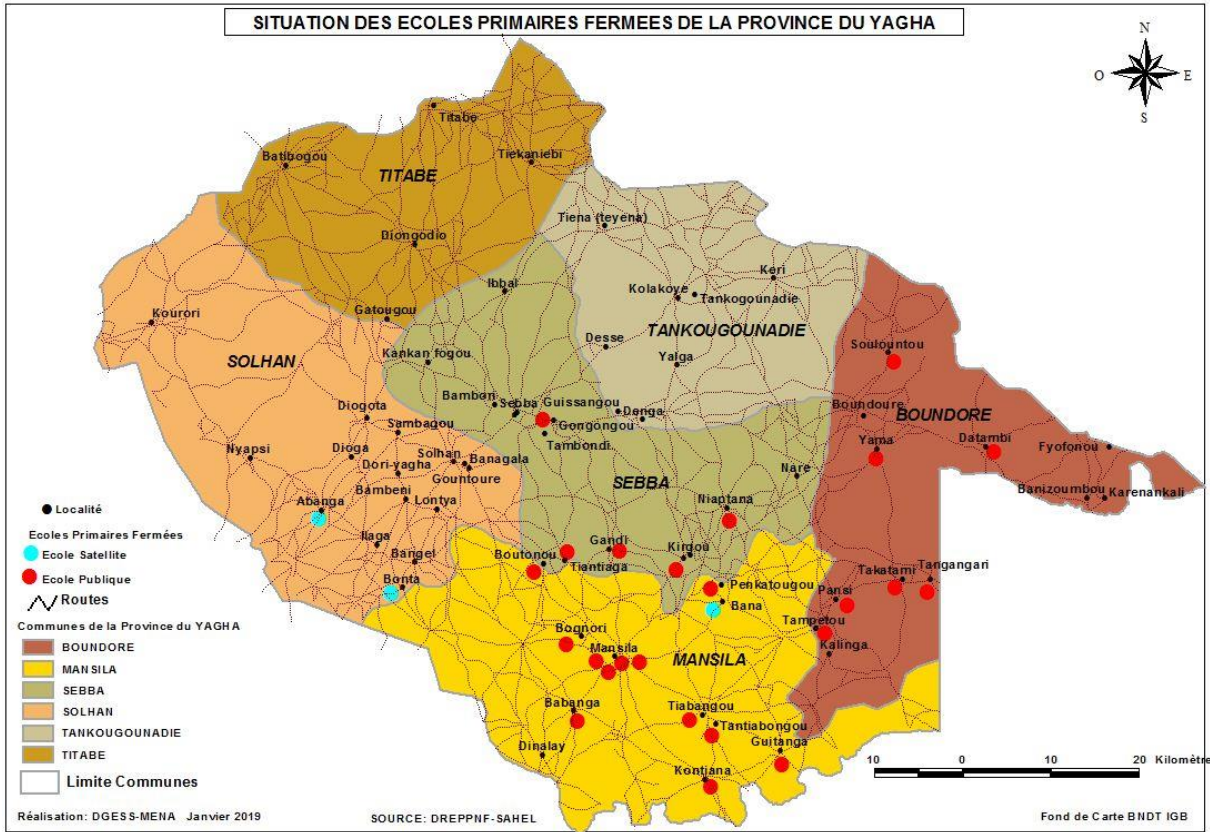 SITUATION DES ECOLES PRIMAIRES FERMEES DE LA PROVINCE DU YAGHA
N
O E
S
Titabe
Batibogou
Tiekaniebi
TITABE
Diongodio
Tiena (teyena)
Gatougou
Ibbal
Kolakoye
Keri
Tankogounadie
TANKOUGOUNADIE
Kourori
SOLHAN
Kankan fogou
Desse
Yalga
Soulountou
Diogota
Sambagou
Bambori
Sebba
Guissangou
Gongongou
Denga
Tambondi
Boundoure
BOUNDORE
Nyapsi
Dioga
Dori-yagha
Solhan
Banagala
Gountoure
SEBBA
Nare
Yama
Datambi
Fyofonou
Abanga
Bambeni
Lontya
Niaptana
Banizoumbou
Karenankali
Ilaga
Bangel
Bonta
Boutonou
Tiantiaga
Gandi
Kirgou
Penkatougou
Bana
Pansi
Takatami
Tangangari
Tampetou
Kalinga
Bognori
Mansila
MANSILA
Babanga
Tiabangou
Tantiabongou
Guitanga
Dinalay
Kontiana
Localité
Ecoles Primaires Fermées
Ecole Satellite
Ecole Publique
Routes
Communes de la Province du YAGHA
BOUNDORE
MANSILA
SEBBA
SOLHAN
TANKOUGOUNADIE
TITABE
Limite Communes
10 0 10 20 Kilomètre
Réalisation: DGESS-MENA Janvier 2019
SOURCE: DREPPNF-SAHEL
Fond de Carte BNDT IGB